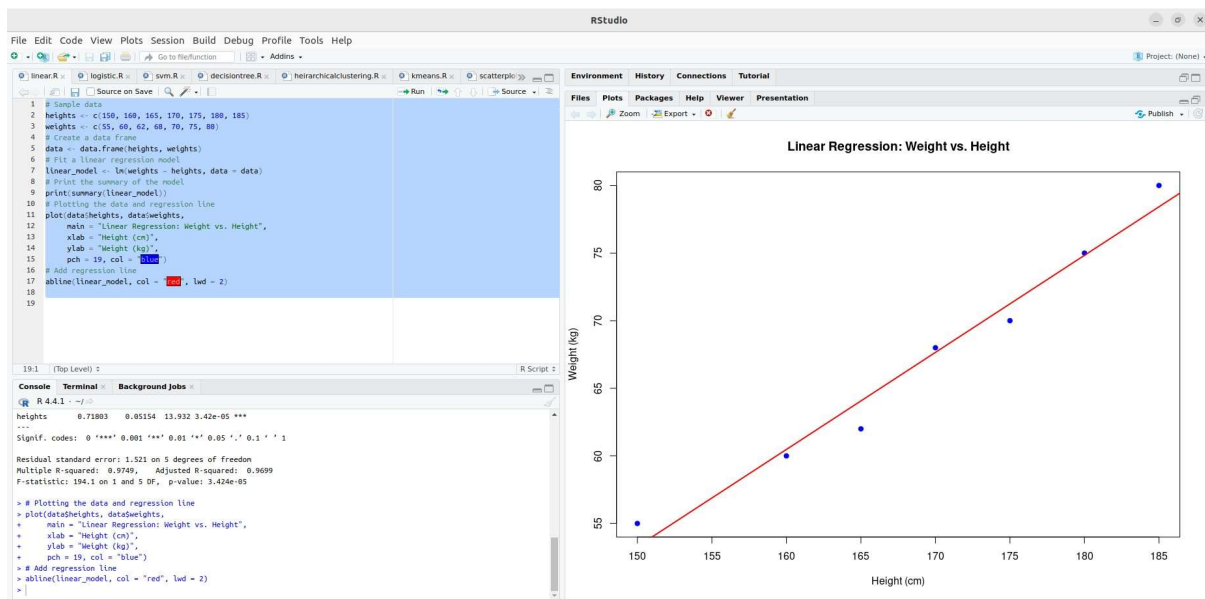 RStudio
File Edit Code View Plots Session Build Debug Profile Tools Help
Go to file/function Addins Project: (None)
linear.R logistic.R svm.R decisiontree.R heirarchicalclustering.R kmeans.R scatterplo
Source on Save Run Source
1 # Sample data
2 heights <- c(150, 160, 165, 170, 175, 180, 185)
3 weights <- c(55, 60, 62, 68, 70, 75, 80)
4 # Create a data frame
5 data <- data.frame(heights, weights)
6 # Fit a linear regression model
7 linear_model <- lm(weights ~ heights, data = data)
8 # Print the summary of the model
9 print(summary(linear_model))
10 # Plotting the data and regression line
11 plot(data$heights, data$weights,
12 main = "Linear Regression: Weight vs. Height",
13 xlab = "Height (cm)",
14 ylab = "Weight (kg)",
15 pch = 19, col = "blue")
16 # Add regression line
17 abline(linear_model, col = "red", lwd = 2)
18
19
19:1 (Top Level) R Script
Console Terminal Background Jobs
R 4.4.1 · ~/
heights 0.71803 0.05154 13.932 3.42e-05 ***
---
Signif. codes: 0 ‘***’ 0.001 ‘**’ 0.01 ‘*’ 0.05 ‘.’ 0.1 ‘ ’ 1
Residual standard error: 1.521 on 5 degrees of freedom
Multiple R-squared: 0.9749, Adjusted R-squared: 0.9699
F-statistic: 194.1 on 1 and 5 DF, p-value: 3.424e-05
> # Plotting the data and regression line
> plot(data$heights, data$weights,
+ main = "Linear Regression: Weight vs. Height",
+ xlab = "Height (cm)",
+ ylab = "Weight (kg)",
+ pch = 19, col = "blue")
> # Add regression line
> abline(linear_model, col = "red", lwd = 2)
>
Environment History Connections Tutorial
Files Plots Packages Help Viewer Presentation
Zoom Export Publish
Linear Regression: Weight vs. Height
Weight (kg)
80
75
70
65
60
55
150 155 160 165 170 175 180 185
Height (cm)